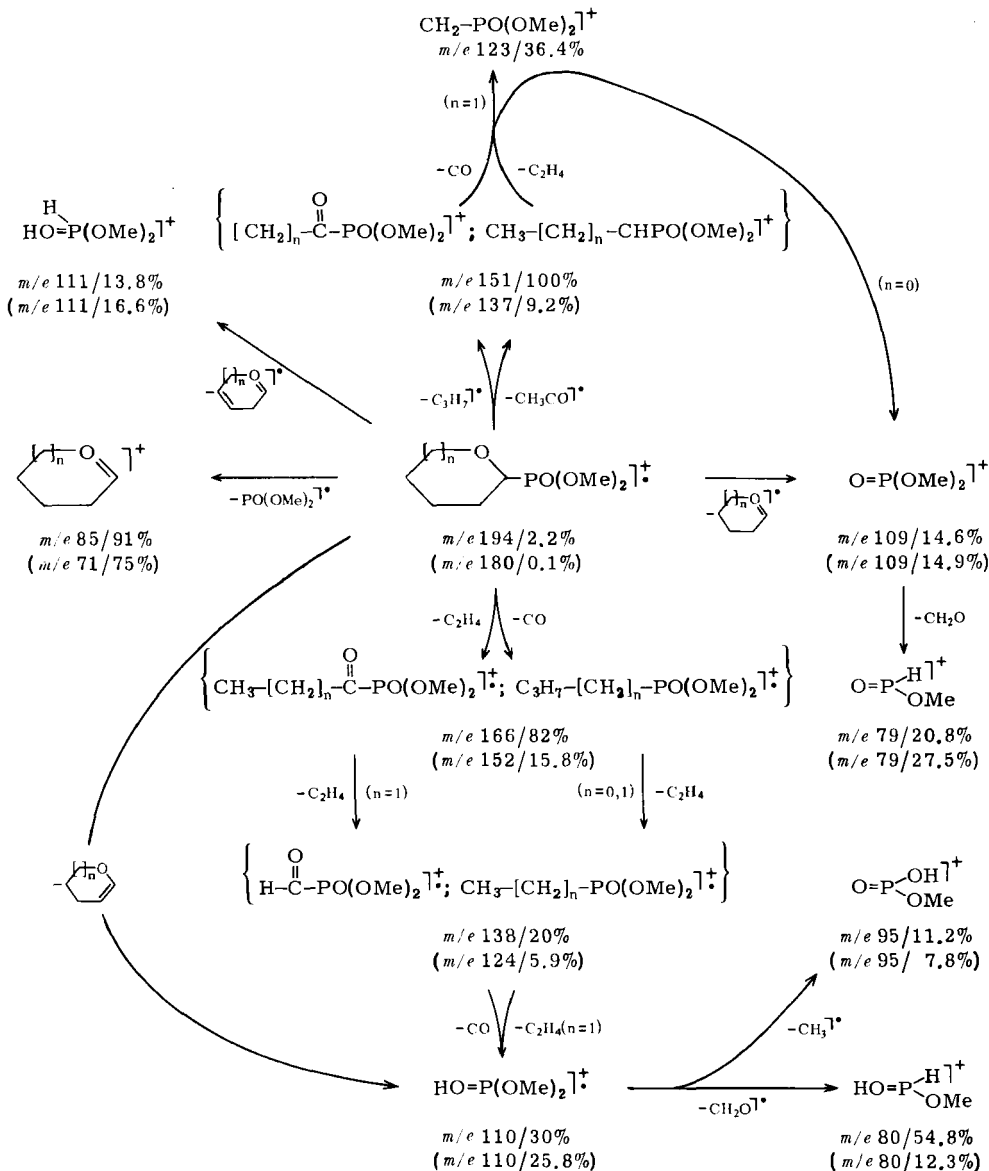 CH₂–PO(OMe)₂⌉⁺
m/e 123/36.4%
(n=1)
–CO
–C₂H₄
(n=0)
H
HO=P(OMe)₂⌉⁺
m/e 111/13.8%
(m/e 111/16.6%)
O
{[CH₂]ₙ–C–PO(OMe)₂⌉⁺; CH₃–[CH₂]ₙ–CHPO(OMe)₂⌉⁺}
m/e 151/100%
(m/e 137/9.2%)
– [ ]ₙ O ⌉•
–C₃H₇⌉•
–CH₃CO⌉•
[ ]ₙ O ⌉⁺
m/e 85/91%
(m/e 71/75%)
–PO(OMe)₂⌉•
[ ]ₙ O
–PO(OMe)₂⌉⁺•
m/e 194/2.2%
(m/e 180/0.1%)
– [ ]ₙ O ⌉•
O=P(OMe)₂⌉⁺
m/e 109/14.6%
(m/e 109/14.9%)
–C₂H₄
–CO
–CH₂O
O
{CH₃–[CH₂]ₙ–C–PO(OMe)₂⌉⁺•; C₃H₇–[CH₂]ₙ–PO(OMe)₂⌉⁺•}
m/e 166/82%
(m/e 152/15.8%)
O=P H⌉⁺
OMe
m/e 79/20.8%
(m/e 79/27.5%)
–C₂H₄
(n=1)
(n=0,1)
–C₂H₄
– [ ]ₙ O
O
{H–C–PO(OMe)₂⌉⁺•; CH₃–[CH₂]ₙ–PO(OMe)₂⌉⁺•}
m/e 138/20%
(m/e 124/5.9%)
O=P OH⌉⁺
OMe
m/e 95/11.2%
(m/e 95/ 7.8%)
–CO
–C₂H₄(n=1)
–CH₃⌉•
HO=P(OMe)₂⌉⁺•
m/e 110/30%
(m/e 110/25.8%)
–CH₂O⌉•
HO=P H⌉⁺
OMe
m/e 80/54.8%
(m/e 80/12.3%)